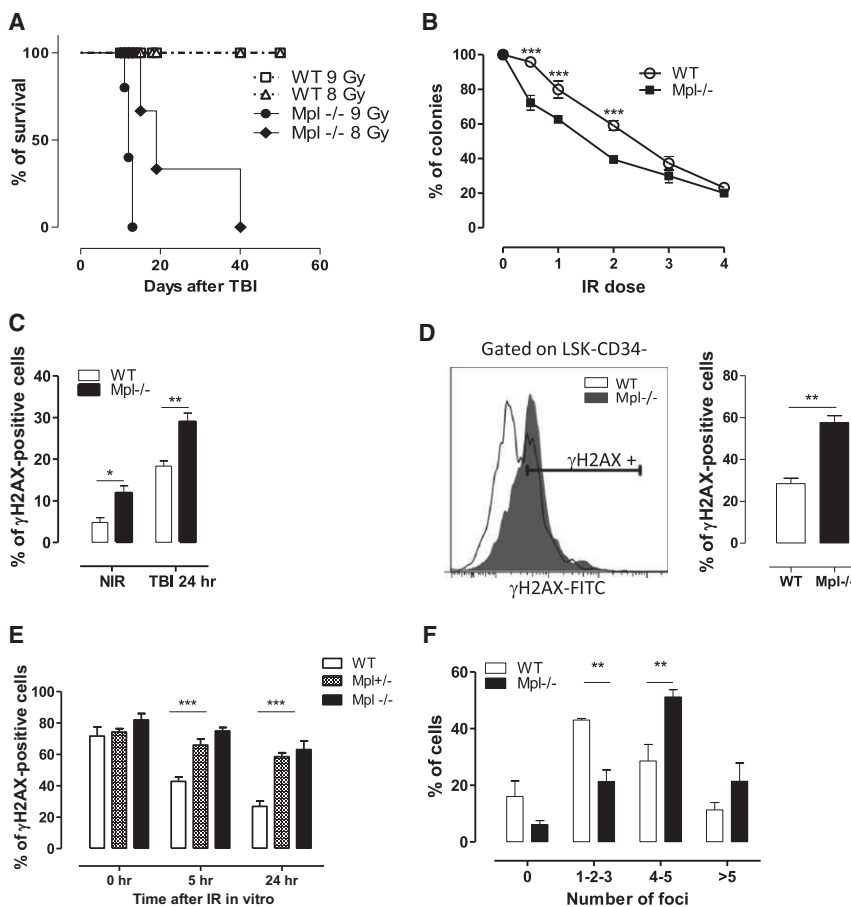 A
% of survival
100
50
0
0 20 40 60
Days after TBI
WT 9 Gy
WT 8 Gy
Mpl -/- 9 Gy
Mpl -/- 8 Gy
B
% of colonies
100
80
60
40
20
0
0 1 2 3 4
IR dose
***
***
***
WT
Mpl-/-
C
% of γH2AX-positive cells
40
30
20
10
0
WT
Mpl-/-
*
**
NIR TBI 24 hr
D
Gated on LSK-CD34-
WT
Mpl-/-
γH2AX +
γH2AX-FITC
% of γH2AX-positive cells
80
60
40
20
0
**
WT Mpl-/-
E
% of γH2AX-positive cells
100
80
60
40
20
0
WT
Mpl+/-
Mpl -/-
***
***
0 hr 5 hr 24 hr
Time after IR in vitro
F
% of cells
60
40
20
0
WT
Mpl-/-
**
**
0 1-2-3 4-5 >5
Number of foci